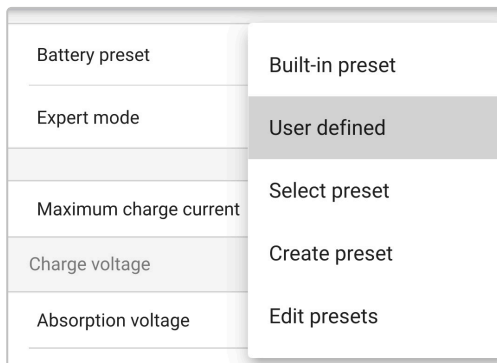 Battery preset
Built-in preset
User defined
Expert mode
Select preset
Maximum charge current
Create preset
Charge voltage
Edit presets
Absorption voltage